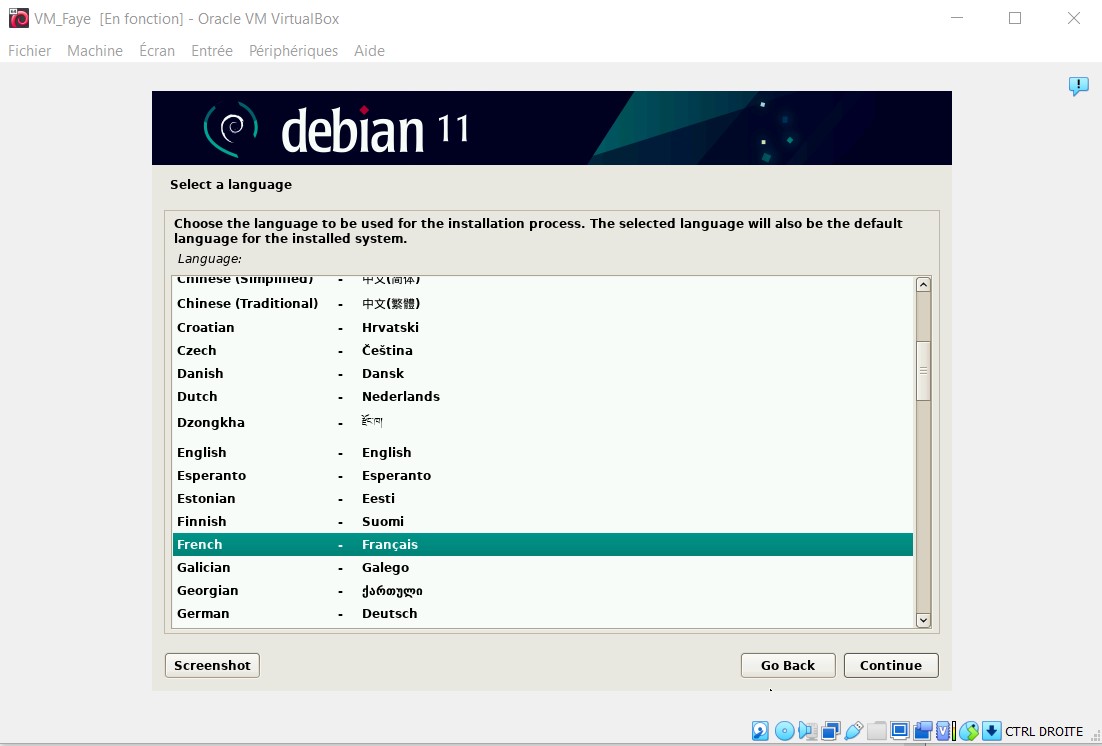 VM_Faye [En fonction] - Oracle VM VirtualBox
Fichier Machine Écran Entrée Périphériques Aide
debian 11
Select a language
Choose the language to be used for the installation process. The selected language will also be the default
language for the installed system.
Language:
Chinese (Simplified) - 中文(简体)
Chinese (Traditional) - 中文(繁體)
Croatian - Hrvatski
Czech - Čeština
Danish - Dansk
Dutch - Nederlands
Dzongkha - རྫོང་ཁ།
English - English
Esperanto - Esperanto
Estonian - Eesti
Finnish - Suomi
French - Français
Galician - Galego
Georgian - ქართული
German - Deutsch
Screenshot Go Back Continue
CTRL DROITE